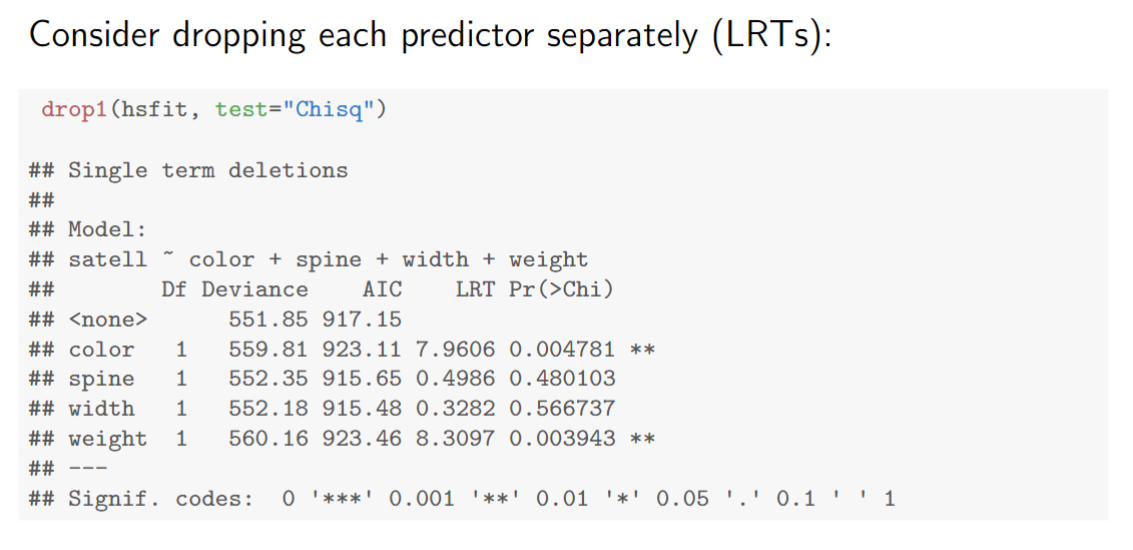 Consider dropping each predictor separately (LRTs):
drop1(hsfit, test="Chisq")
## Single term deletions
##
## Model:
## satell ~ color + spine + width + weight
##        Df Deviance    AIC    LRT Pr(>Chi)
## <none>      551.85 917.15
## color   1   559.81 923.11 7.9606 0.004781 **
## spine   1   552.35 915.65 0.4986 0.480103
## width   1   552.18 915.48 0.3282 0.566737
## weight  1   560.16 923.46 8.3097 0.003943 **
## ---
## Signif. codes:  0 '***' 0.001 '**' 0.01 '*' 0.05 '.' 0.1 ' ' 1